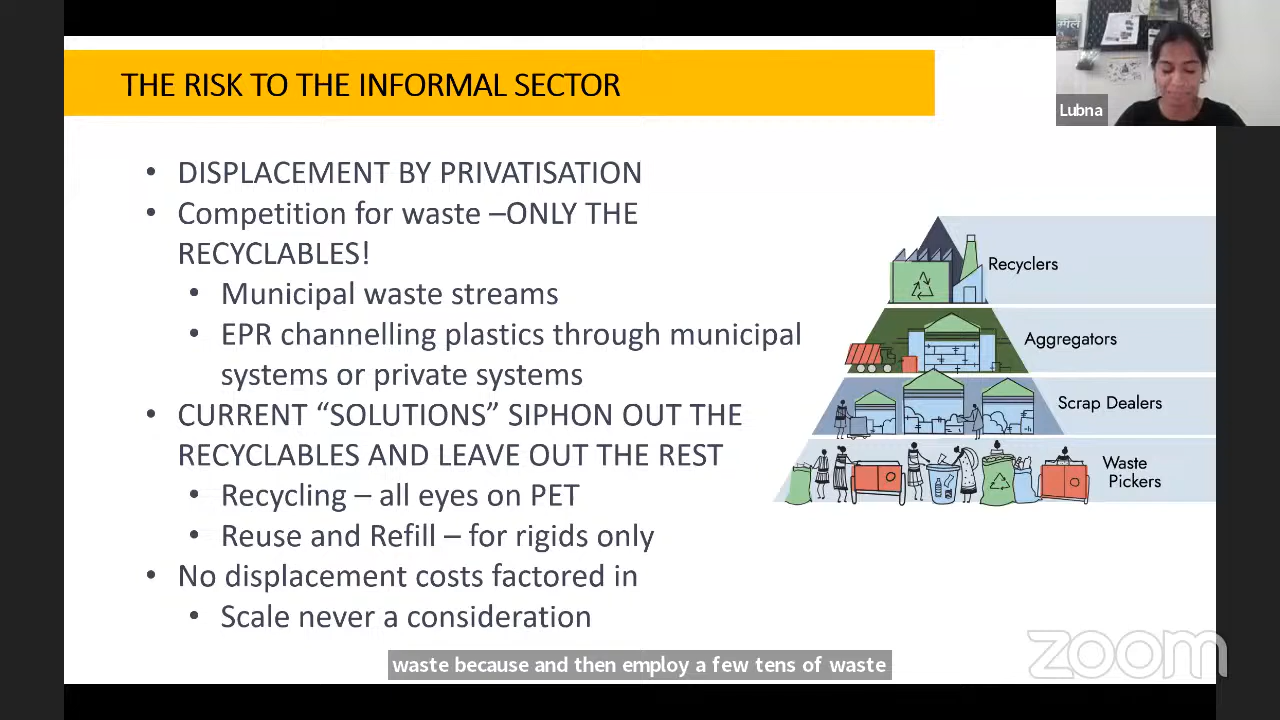 THE RISK TO THE INFORMAL SECTOR
Lubna
• DISPLACEMENT BY PRIVATISATION
• Competition for waste –ONLY THE
RECYCLABLES!
• Municipal waste streams
• EPR channelling plastics through municipal
systems or private systems
• CURRENT “SOLUTIONS” SIPHON OUT THE
RECYCLABLES AND LEAVE OUT THE REST
• Recycling – all eyes on PET
• Reuse and Refill – for rigids only
• No displacement costs factored in
• Scale never a consideration
Recyclers
Aggregators
Scrap Dealers
Waste
Pickers
waste because and then employ a few tens of waste
zoom